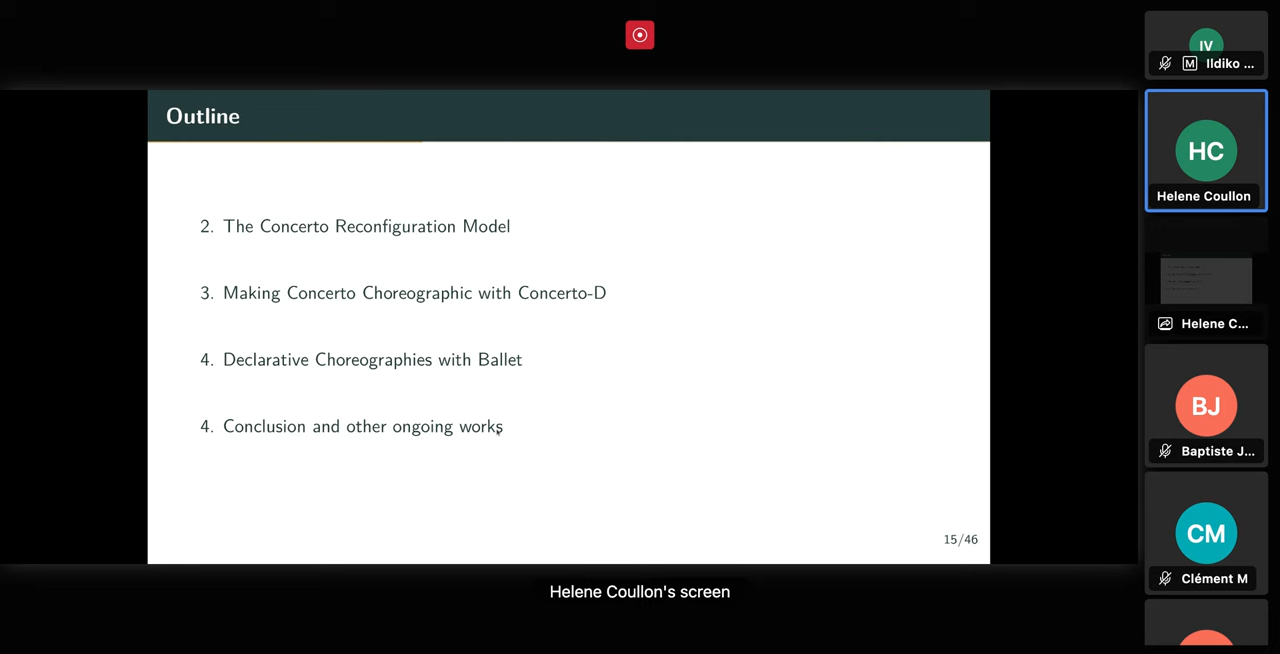 Outline
2. The Concerto Reconfiguration Model
3. Making Concerto Choreographic with Concerto-D
4. Declarative Choreographies with Ballet
4. Conclusion and other ongoing works
15/46
Helene Coullon's screen
IV
M Ildiko ...
HC
Helene Coullon
Helene C...
BJ
Baptiste J...
CM
Clément M